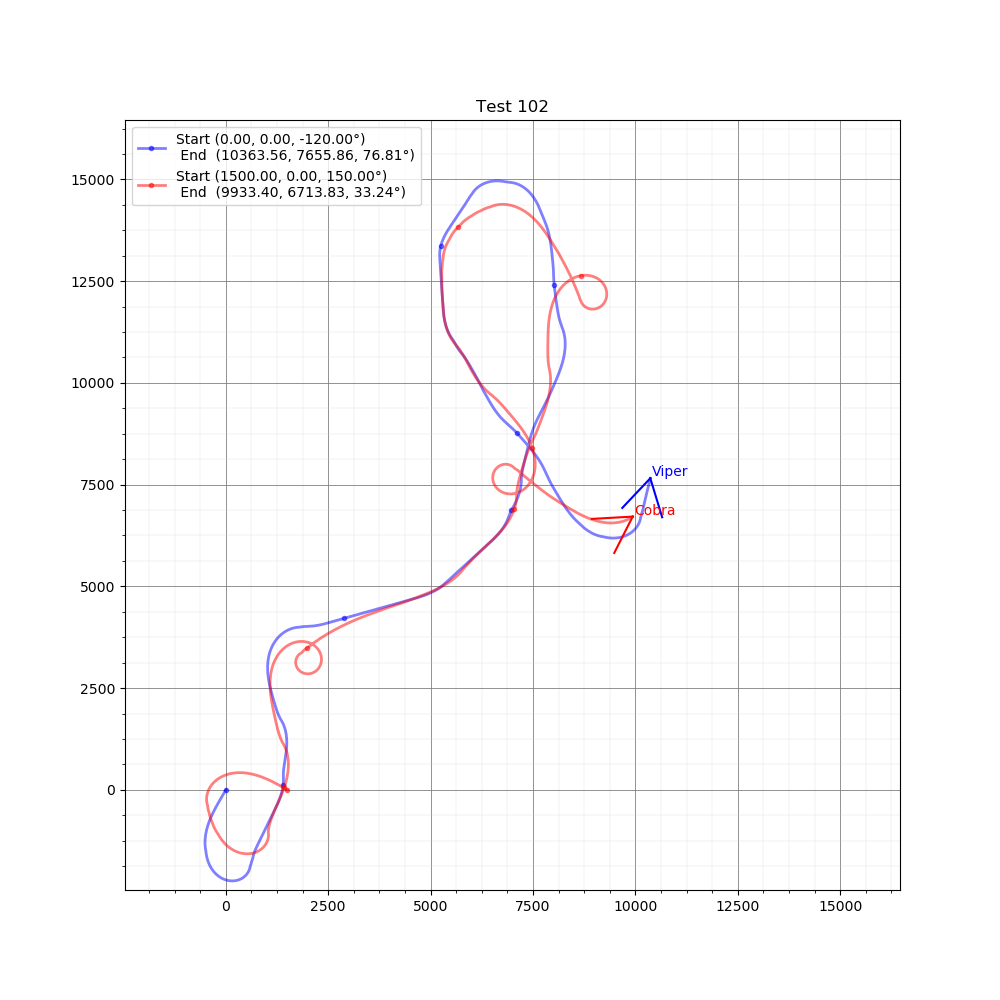 Test 102
Start (0.00, 0.00, -120.00°)
End  (10363.56, 7655.86, 76.81°)
Start (1500.00, 0.00, 150.00°)
End  (9933.40, 6713.83, 33.24°)
15000
12500
10000
7500
5000
2500
0
Viper
Cobra
0
2500
5000
7500
10000
12500
15000